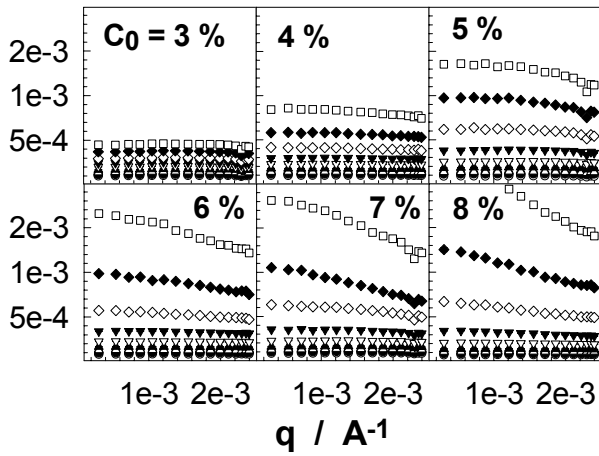 C0 = 3 % 4 % 5 %
2e-3
1e-3
5e-4
6 % 7 % 8 %
2e-3
1e-3
5e-4
1e-3 2e-3 1e-3 2e-3 1e-3 2e-3
q / A-1